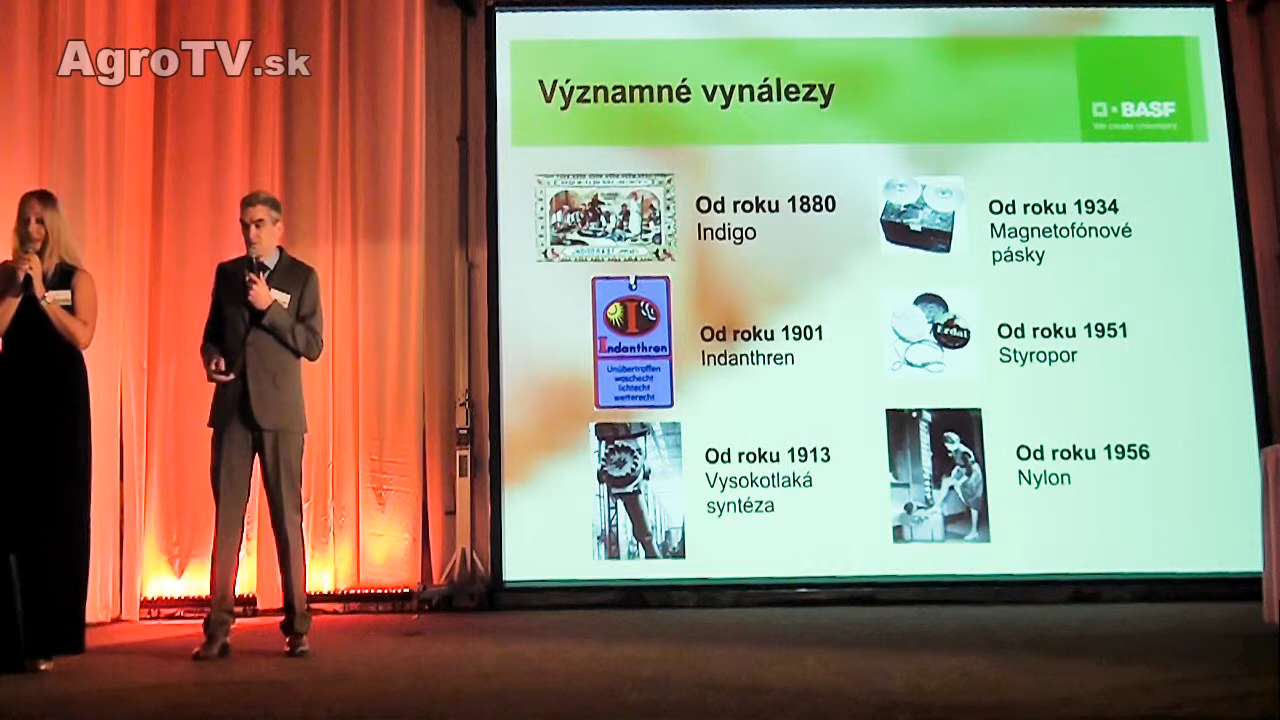 AgroTV.sk
Významné vynálezy
BASF
We create chemistry
Od roku 1880
Indigo
Od roku 1934
Magnetofónové
pásky
Indanthren
Unübertroffen
waschecht
lichtecht
wetterecht
Od roku 1901
Indanthren
Erdal
Od roku 1951
Styropor
Od roku 1913
Vysokotlaká
syntéza
Od roku 1956
Nylon